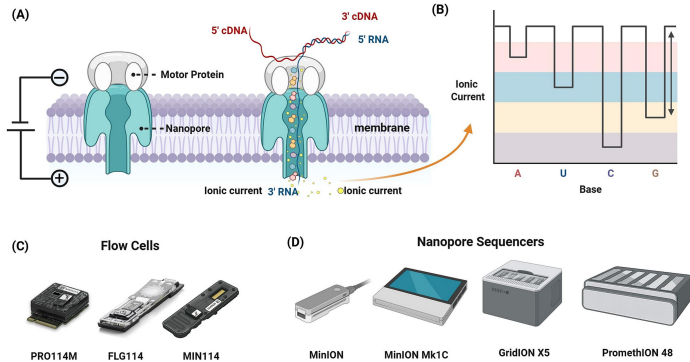 (A)
3' cDNA
5' cDNA
5' RNA
Motor Protein
Nanopore
membrane
Ionic current
3' RNA
Ionic current
(B)
Ionic
Current
A
U
C
G
Base
(C)
Flow Cells
PRO114M
FLG114
MIN114
(D)
Nanopore Sequencers
MinION
MinION Mk1C
GridION X5
PromethION 48